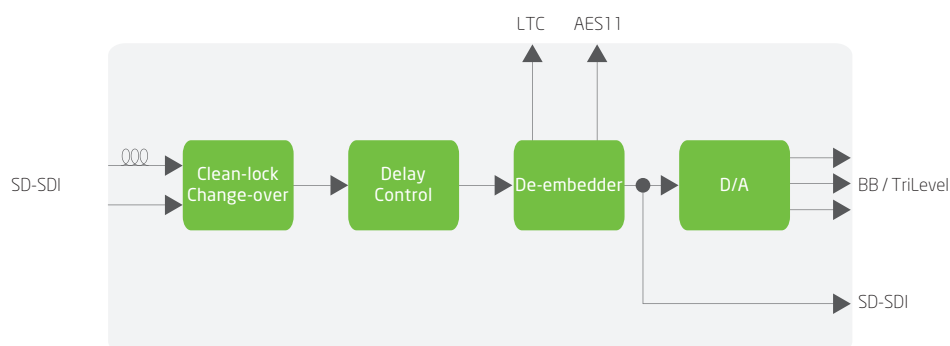 LTC
AES11
SD-SDI
Clean-lock
Change-over
Delay
Control
De-embedder
D/A
BB / TriLevel
SD-SDI